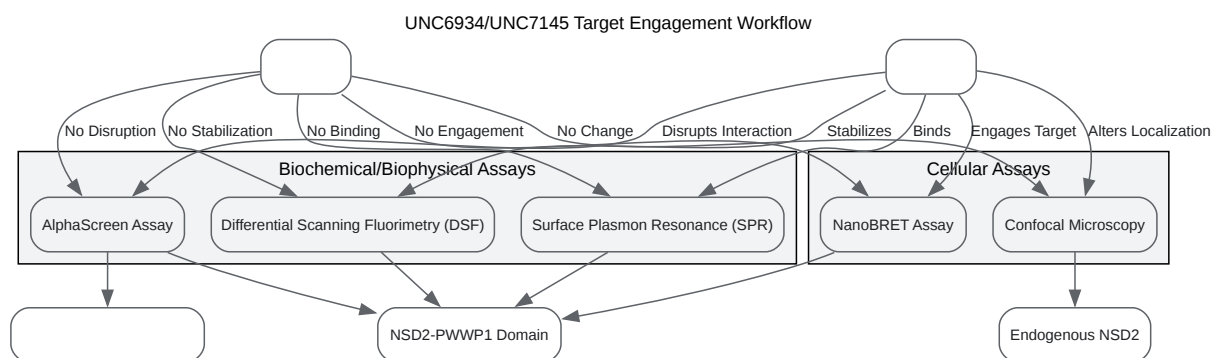 UNC6934/UNC7145 Target Engagement Workflow
No Disruption
No Stabilization
No Binding
No Engagement
No Change
Disrupts Interaction
Stabilizes
Binds
Engages Target
Alters Localization
Biochemical/Biophysical Assays
Cellular Assays
AlphaScreen Assay
Differential Scanning Fluorimetry (DSF)
Surface Plasmon Resonance (SPR)
NanoBRET Assay
Confocal Microscopy
NSD2-PWWP1 Domain
Endogenous NSD2